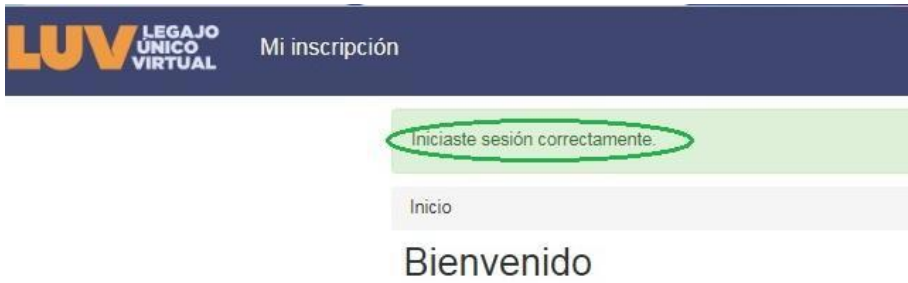 LUV LEGAJO
ÚNICO
VIRTUAL
Mi inscripción
Iniciaste sesión correctamente.
Inicio
Bienvenido